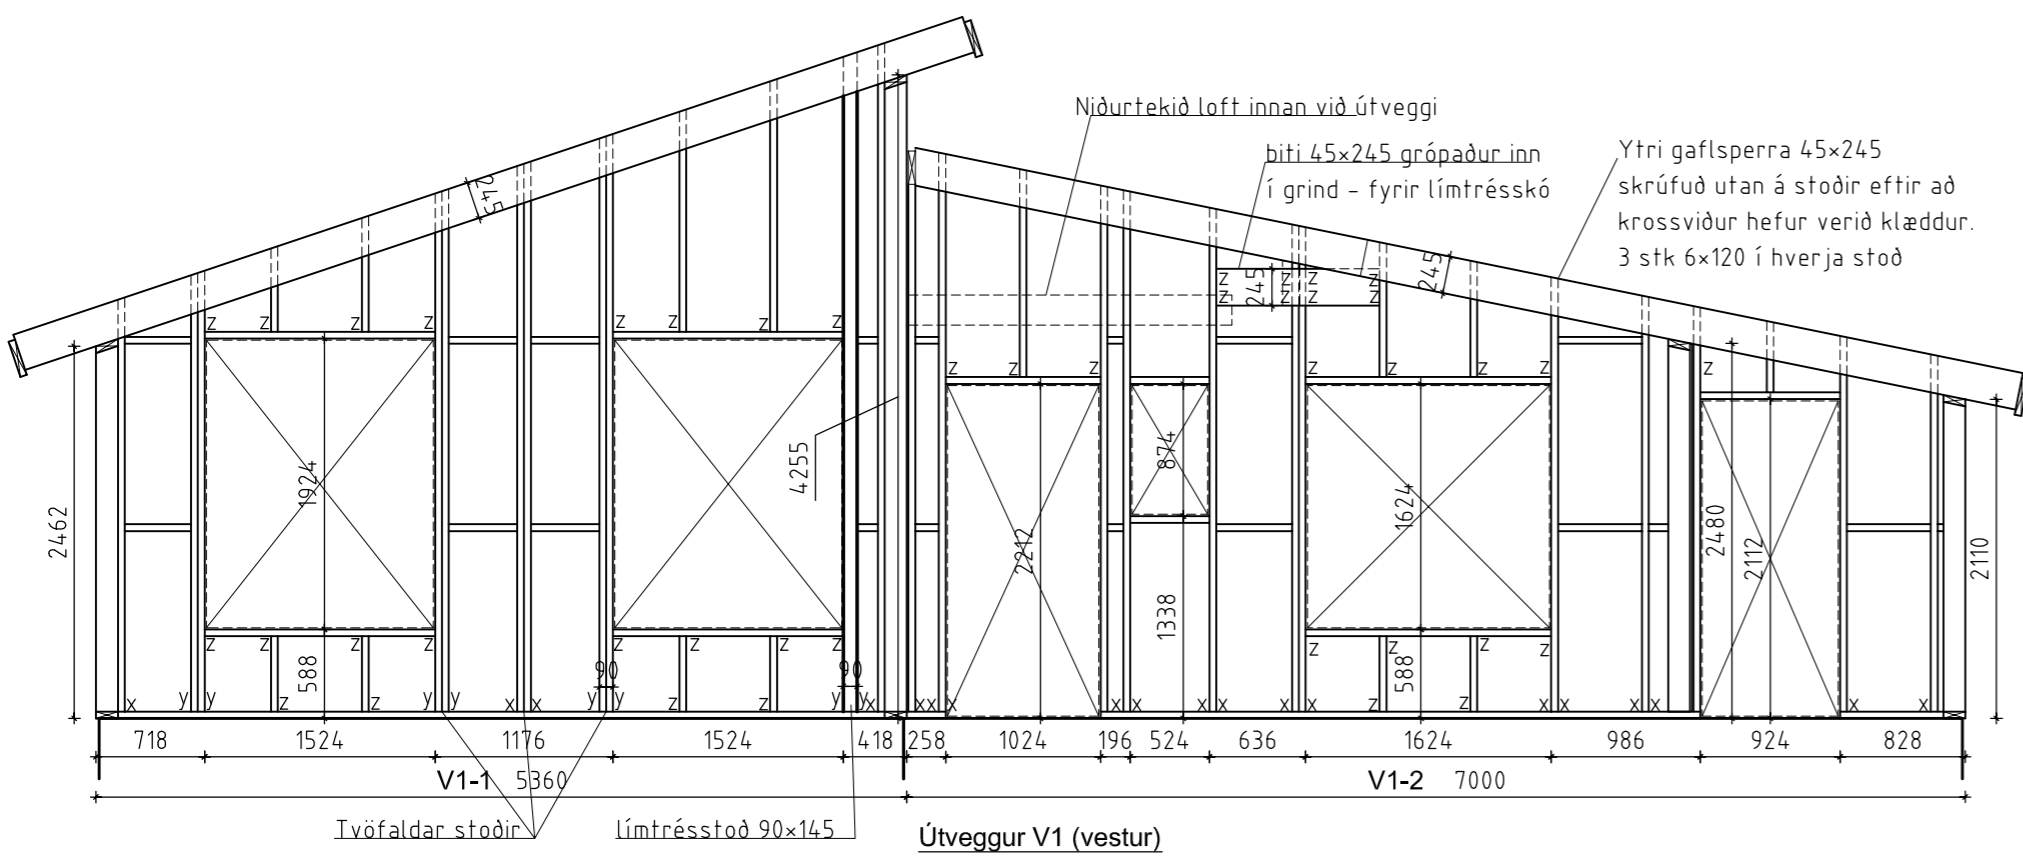 Niðurtekið loft innan við útveggi
biti 45×245 grópaður inn
í grind - fyrir límtrésskó
Ytri gaflsperra 45×245
skrúfuð utan á stoðir eftir að
krossviður hefur verið klæddur.
3 stk 6×120 í hverja stoð
245
245
245
z z z z z z z z
z z z z
z z z z
z z z z z z z
1924
4255
2462
2212
874
1338
1624
2480
2112
2110
z z z z z z z z z z z z
588
90
90
588
x y y z z y y x x y y z z y y x x x x x x x x x z z x x x x x x
718 1524 1176 1524 418 258 1024 196 524 636 1624 986 924 828
V1-1 5360
V1-2 7000
Tvöfaldar stoðir
límtrésstoð 90×145
Útveggur V1 (vestur)